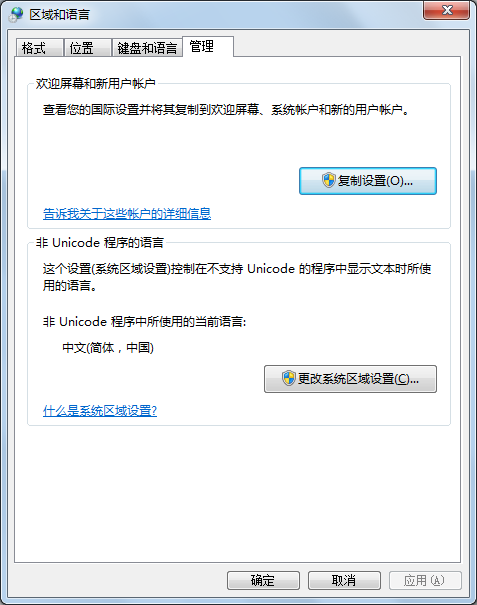 区域和语言
格式 位置 键盘和语言 管理
欢迎屏幕和新用户帐户
查看您的国际设置并将其复制到欢迎屏幕、系统帐户和新的用户帐户。
复制设置(O)...
告诉我关于这些帐户的详细信息
非 Unicode 程序的语言
这个设置(系统区域设置)控制在不支持 Unicode 的程序中显示文本时所使
用的语言。
非 Unicode 程序中所使用的当前语言:
中文(简体，中国)
更改系统区域设置(C)...
什么是系统区域设置?
确定 取消 应用(A)